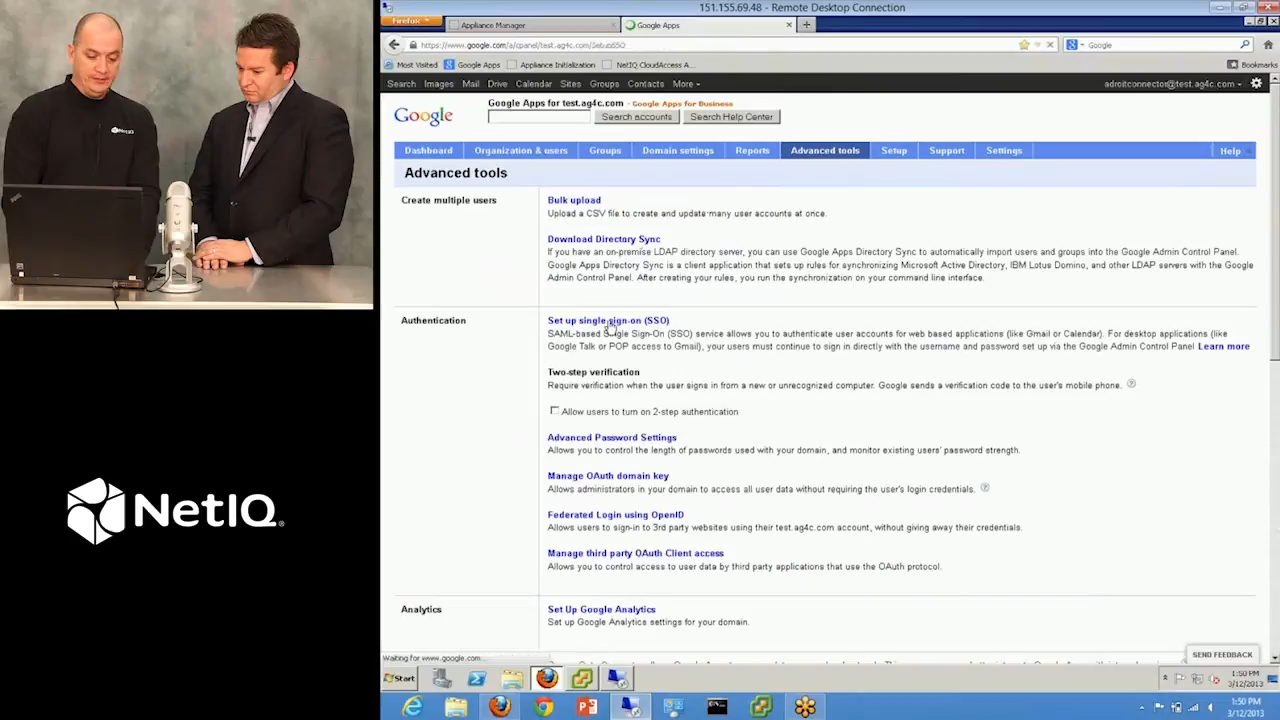 151.155.69.48 - Remote Desktop Connection
Firefox
Appliance Manager
Google Apps
https://www.google.com/a/cpanel/test.ag4c.com/SetupSSO
Google
Most Visited
Google Apps
Appliance Initialization
NetIQ CloudAccess A...
Bookmarks
Search Images Mail Drive Calendar Sites Groups Contacts More
adroitconnector@test.ag4c.com
Google
Google Apps for test.ag4c.com - Google Apps for Business
Search accounts
Search Help Center
Dashboard
Organization & users
Groups
Domain settings
Reports
Advanced tools
Setup
Support
Settings
Help
Advanced tools
Create multiple users
Bulk upload
Upload a CSV file to create and update many user accounts at once.
Download Directory Sync
If you have an on-premise LDAP directory server, you can use Google Apps Directory Sync to automatically import users and groups into the Google Admin Control Panel.
Google Apps Directory Sync is a client application that sets up rules for synchronizing Microsoft Active Directory, IBM Lotus Domino, and other LDAP servers with the Google
Admin Control Panel. After creating your rules, you run the synchronization on your command line interface.
Authentication
Set up single sign-on (SSO)
SAML-based Single Sign-On (SSO) service allows you to authenticate user accounts for web based applications (like Gmail or Calendar). For desktop applications (like
Google Talk or POP access to Gmail), your users must continue to sign in directly with the username and password set up via the Google Admin Control Panel Learn more
Two-step verification
Require verification when the user signs in from a new or unrecognized computer. Google sends a verification code to the user's mobile phone.
Allow users to turn on 2-step authentication
Advanced Password Settings
Allows you to control the length of passwords used with your domain, and monitor existing users' password strength.
Manage OAuth domain key
Allows administrators in your domain to access all user data without requiring the user's login credentials.
Federated Login using OpenID
Allows users to sign-in to 3rd party websites using their test.ag4c.com account, without giving away their credentials.
Manage third party OAuth Client access
Allows you to control access to user data by third party applications that use the OAuth protocol.
Analytics
Set Up Google Analytics
Set up Google Analytics settings for your domain.
SEND FEEDBACK
Waiting for www.google.com...
Start
1:50 PM
3/12/2013
1:50 PM
3/12/2013
NetIQ
NetIQ